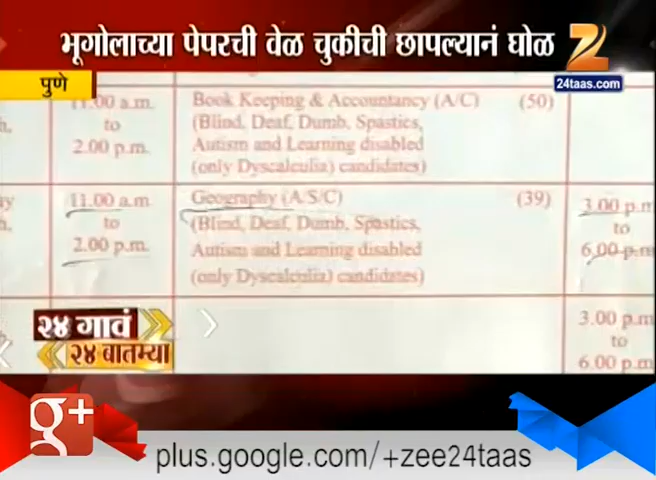 भूगोलाच्या पेपरची वेळ चुकीची छापल्यानं घोळ
24taas.com
पुणे
11.00 a.m. Book Keeping & Accountancy (A/C) (50)
to (Blind, Deaf, Dumb, Spastics,
2.00 p.m. Autism and Learning disabled
(only Dyscalculia) candidates)
11.00 a.m. Geography (A/S/C) (39) 3.00 p.m
to (Blind, Deaf, Dumb, Spastics, to
2.00 p.m. Autism and Learning disabled 6.00 p.m
(only Dyscalculia) candidates)
3.00 p.m
to
6.00 p.m
२४ गावं
२४ बातम्या
g+
plus.google.com/+zee24taas